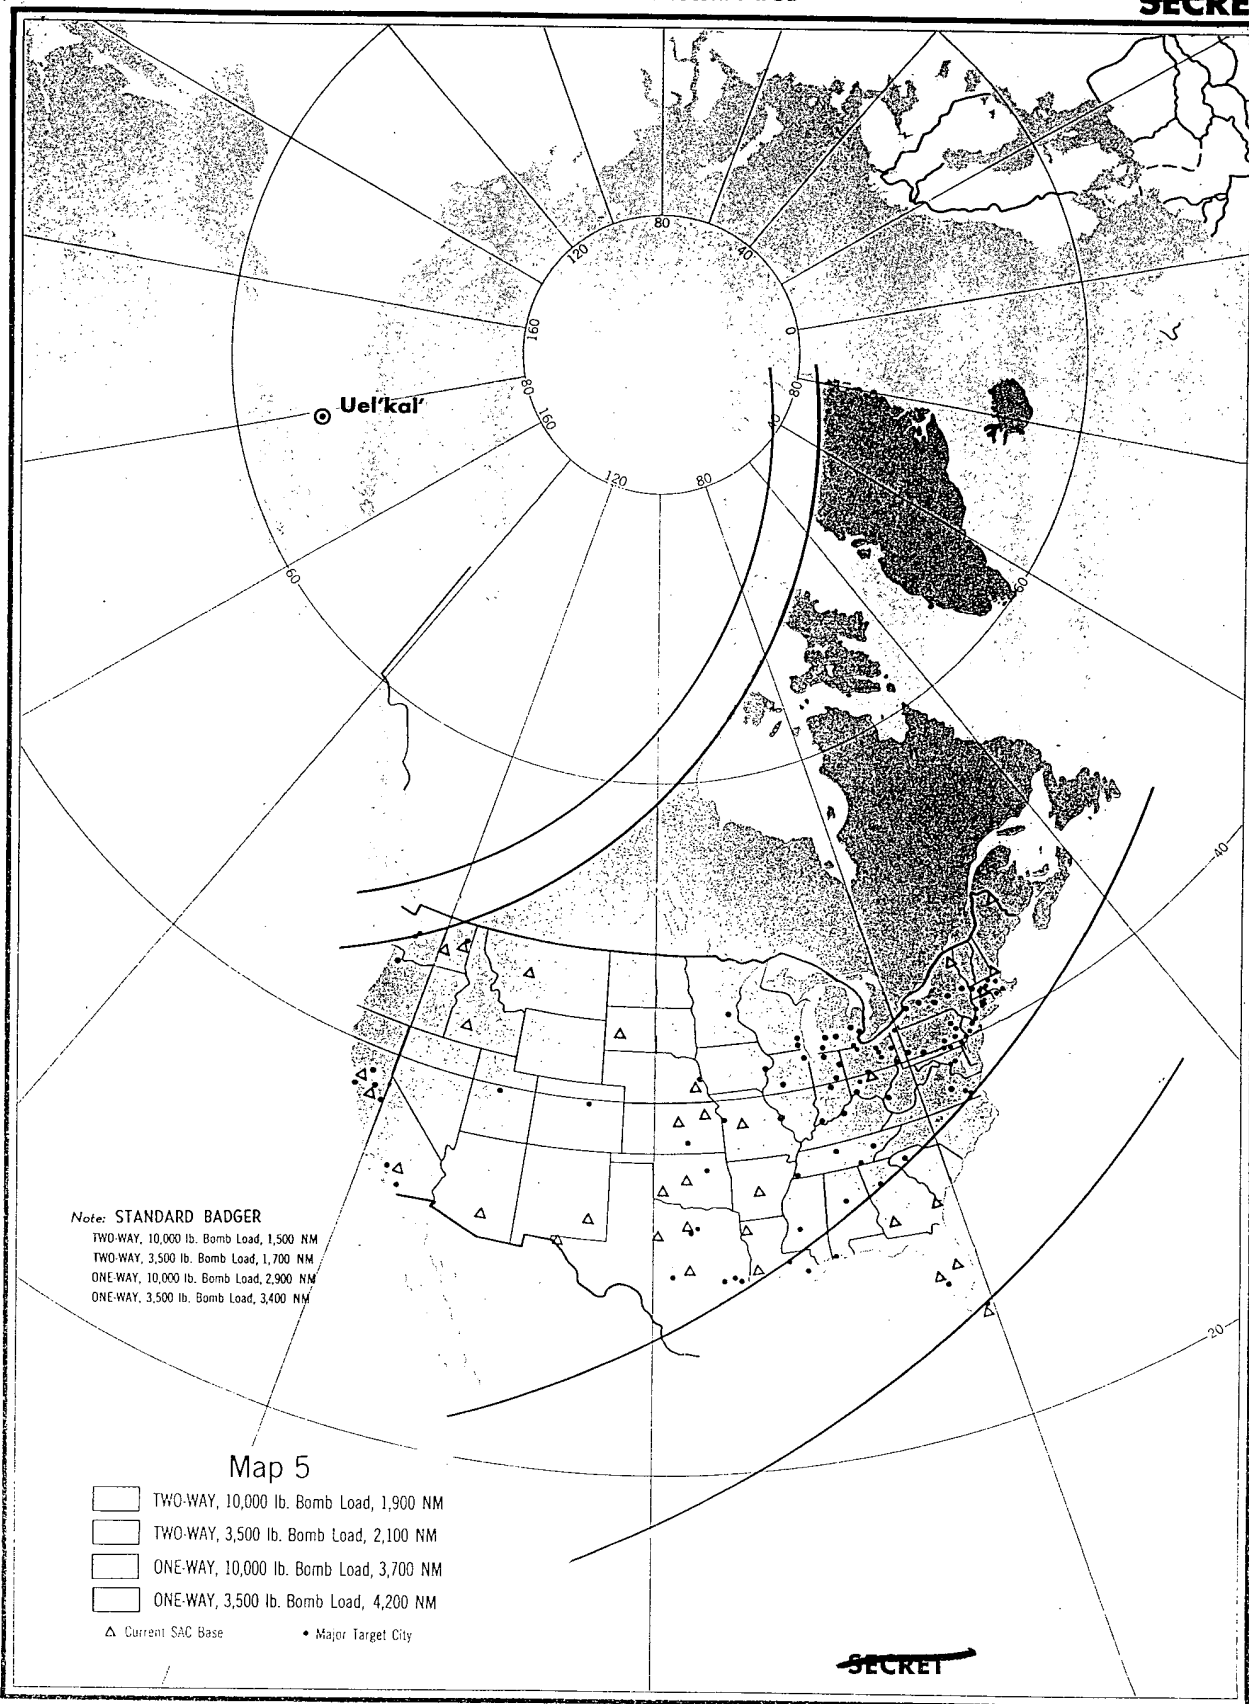 SECRE
80
120
40
160
0
80
80
160
40
120
80
Uel'kal'
60
60
40
20
Note: STANDARD BADGER
TWO-WAY, 10,000 lb. Bomb Load, 1,500 NM
TWO-WAY, 3,500 lb. Bomb Load, 1,700 NM
ONE-WAY, 10,000 lb. Bomb Load, 2,900 NM
ONE-WAY, 3,500 lb. Bomb Load, 3,400 NM
Map 5
TWO-WAY, 10,000 lb. Bomb Load, 1,900 NM
TWO-WAY, 3,500 lb. Bomb Load, 2,100 NM
ONE-WAY, 10,000 lb. Bomb Load, 3,700 NM
ONE-WAY, 3,500 lb. Bomb Load, 4,200 NM
Current SAC Base
Major Target City
SECRET